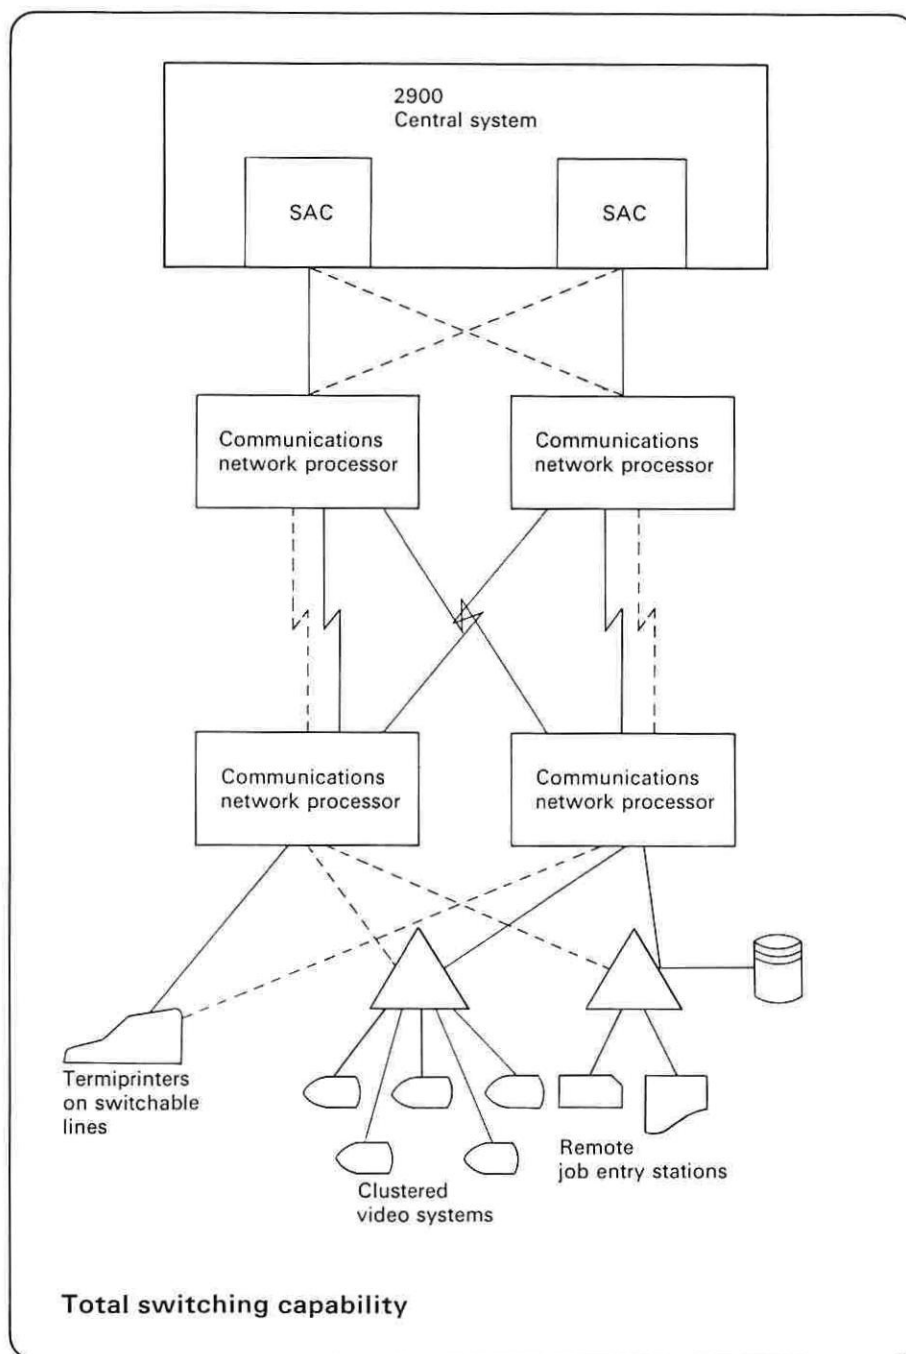 2900
Central system
SAC
SAC
Communications
network processor
Communications
network processor
Communications
network processor
Communications
network processor
Termiprinters
on switchable
lines
Clustered
video systems
Remote
job entry stations
Total switching capability